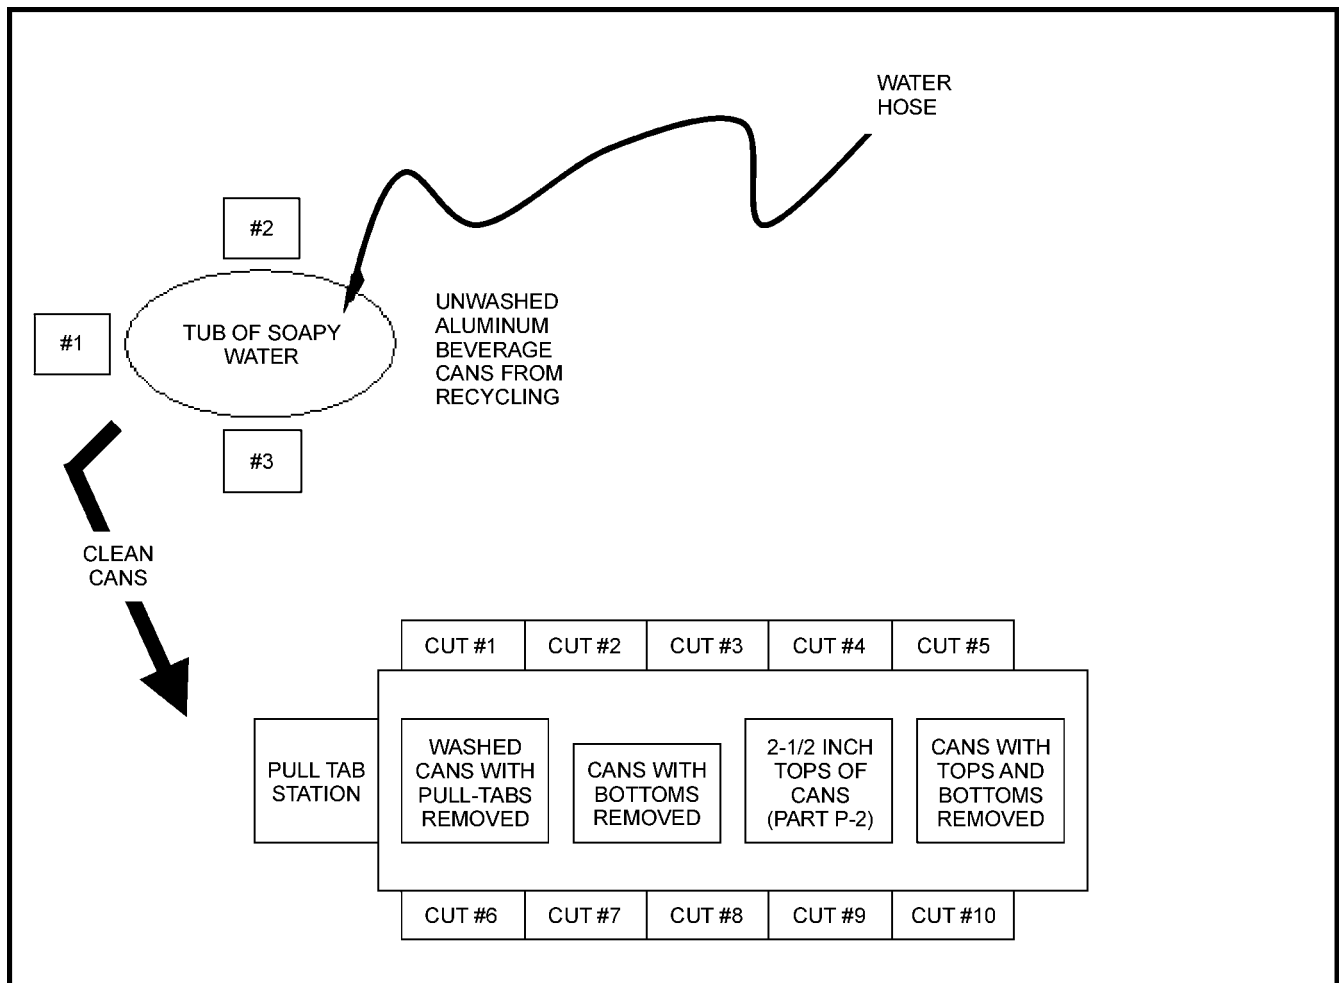 WATER
HOSE
#2
#1
TUB OF SOAPY
WATER
UNWASHED
ALUMINUM
BEVERAGE
CANS FROM
RECYCLING
#3
CLEAN
CANS
CUT #1
CUT #2
CUT #3
CUT #4
CUT #5
PULL TAB
STATION
WASHED
CANS WITH
PULL-TABS
REMOVED
CANS WITH
BOTTOMS
REMOVED
2-1/2 INCH
TOPS OF
CANS
(PART P-2)
CANS WITH
TOPS AND
BOTTOMS
REMOVED
CUT #6
CUT #7
CUT #8
CUT #9
CUT #10